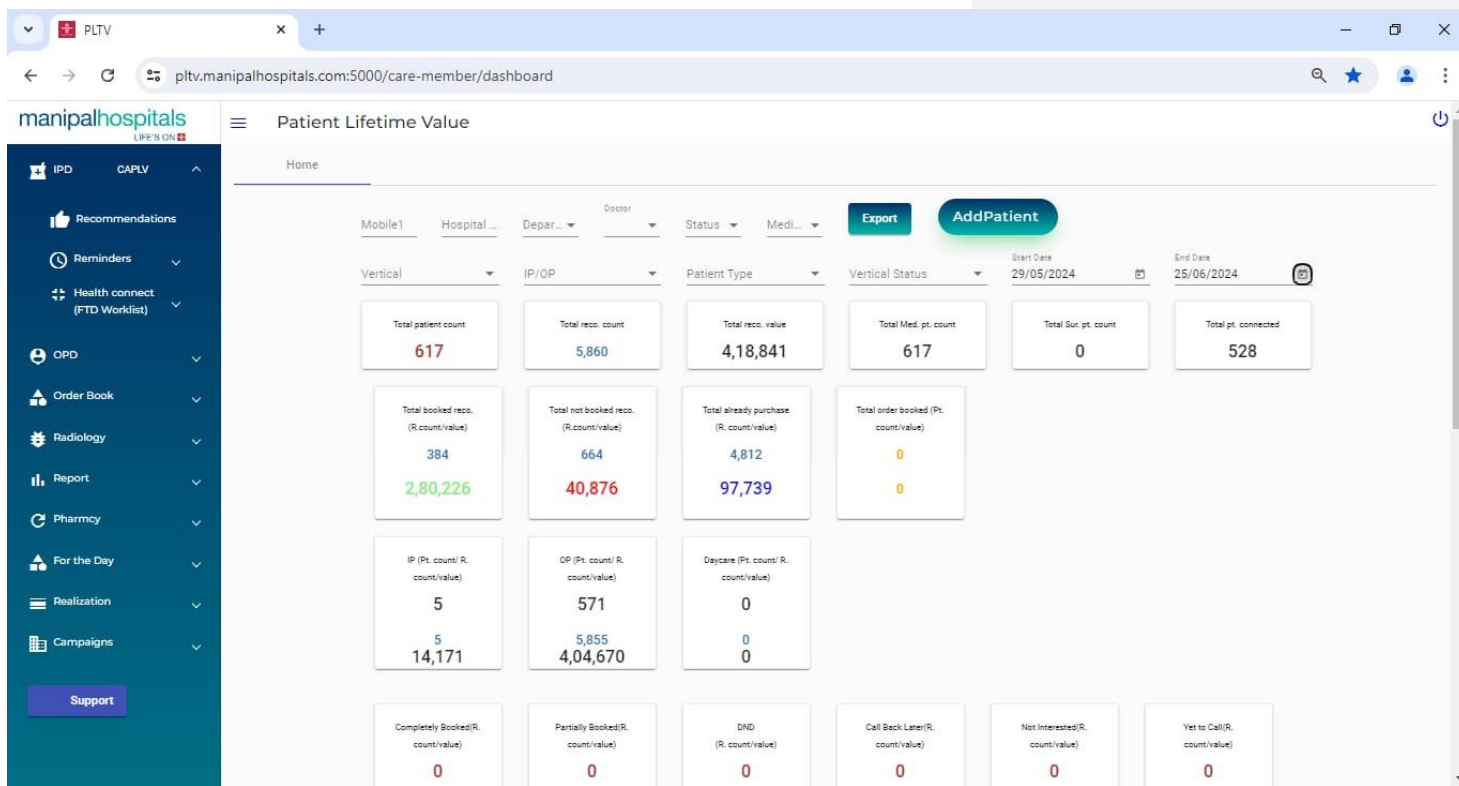 PLTV
pltv.manipalhospitals.com:5000/care-member/dashboard
manipalhospitals
LIFE'S ON
Patient Lifetime Value
Home
IPD CAPLV
Recommendations
Reminders
Health connect
(FTD Worklist)
OPD
Order Book
Radiology
Report
Pharmcy
For the Day
Realization
Campaigns
Support
Mobile1 Hospital ... Depar... Doctor Status Medi... Export AddPatient
Vertical IP/OP Patient Type Vertical Status Start Date 29/05/2024 End Date 25/06/2024
Total patient count
617
Total reco. count
5,860
Total reco. value
4,18,841
Total Med. pt. count
617
Total Sur. pt. count
0
Total pt. connected
528
Total booked reco.
(R.count/value)
384
2,80,226
Total not booked reco.
(R.count/value)
664
40,876
Total already purchase
(R. count/value)
4,812
97,739
Total order booked (Pt.
count/value)
0
0
IP (Pt. count/ R.
count/value)
5
5
14,171
OP (Pt. count/ R.
count/value)
571
5,855
4,04,670
Daycare (Pt. count/ R.
count/value)
0
0
0
Completely Booked(R.
count/value)
0
Partially Booked(R.
count/value)
0
DND
(R. count/value)
0
Call Back Later(R.
count/value)
0
Not Interested(R.
count/value)
0
Yet to Call(R.
count/value)
0